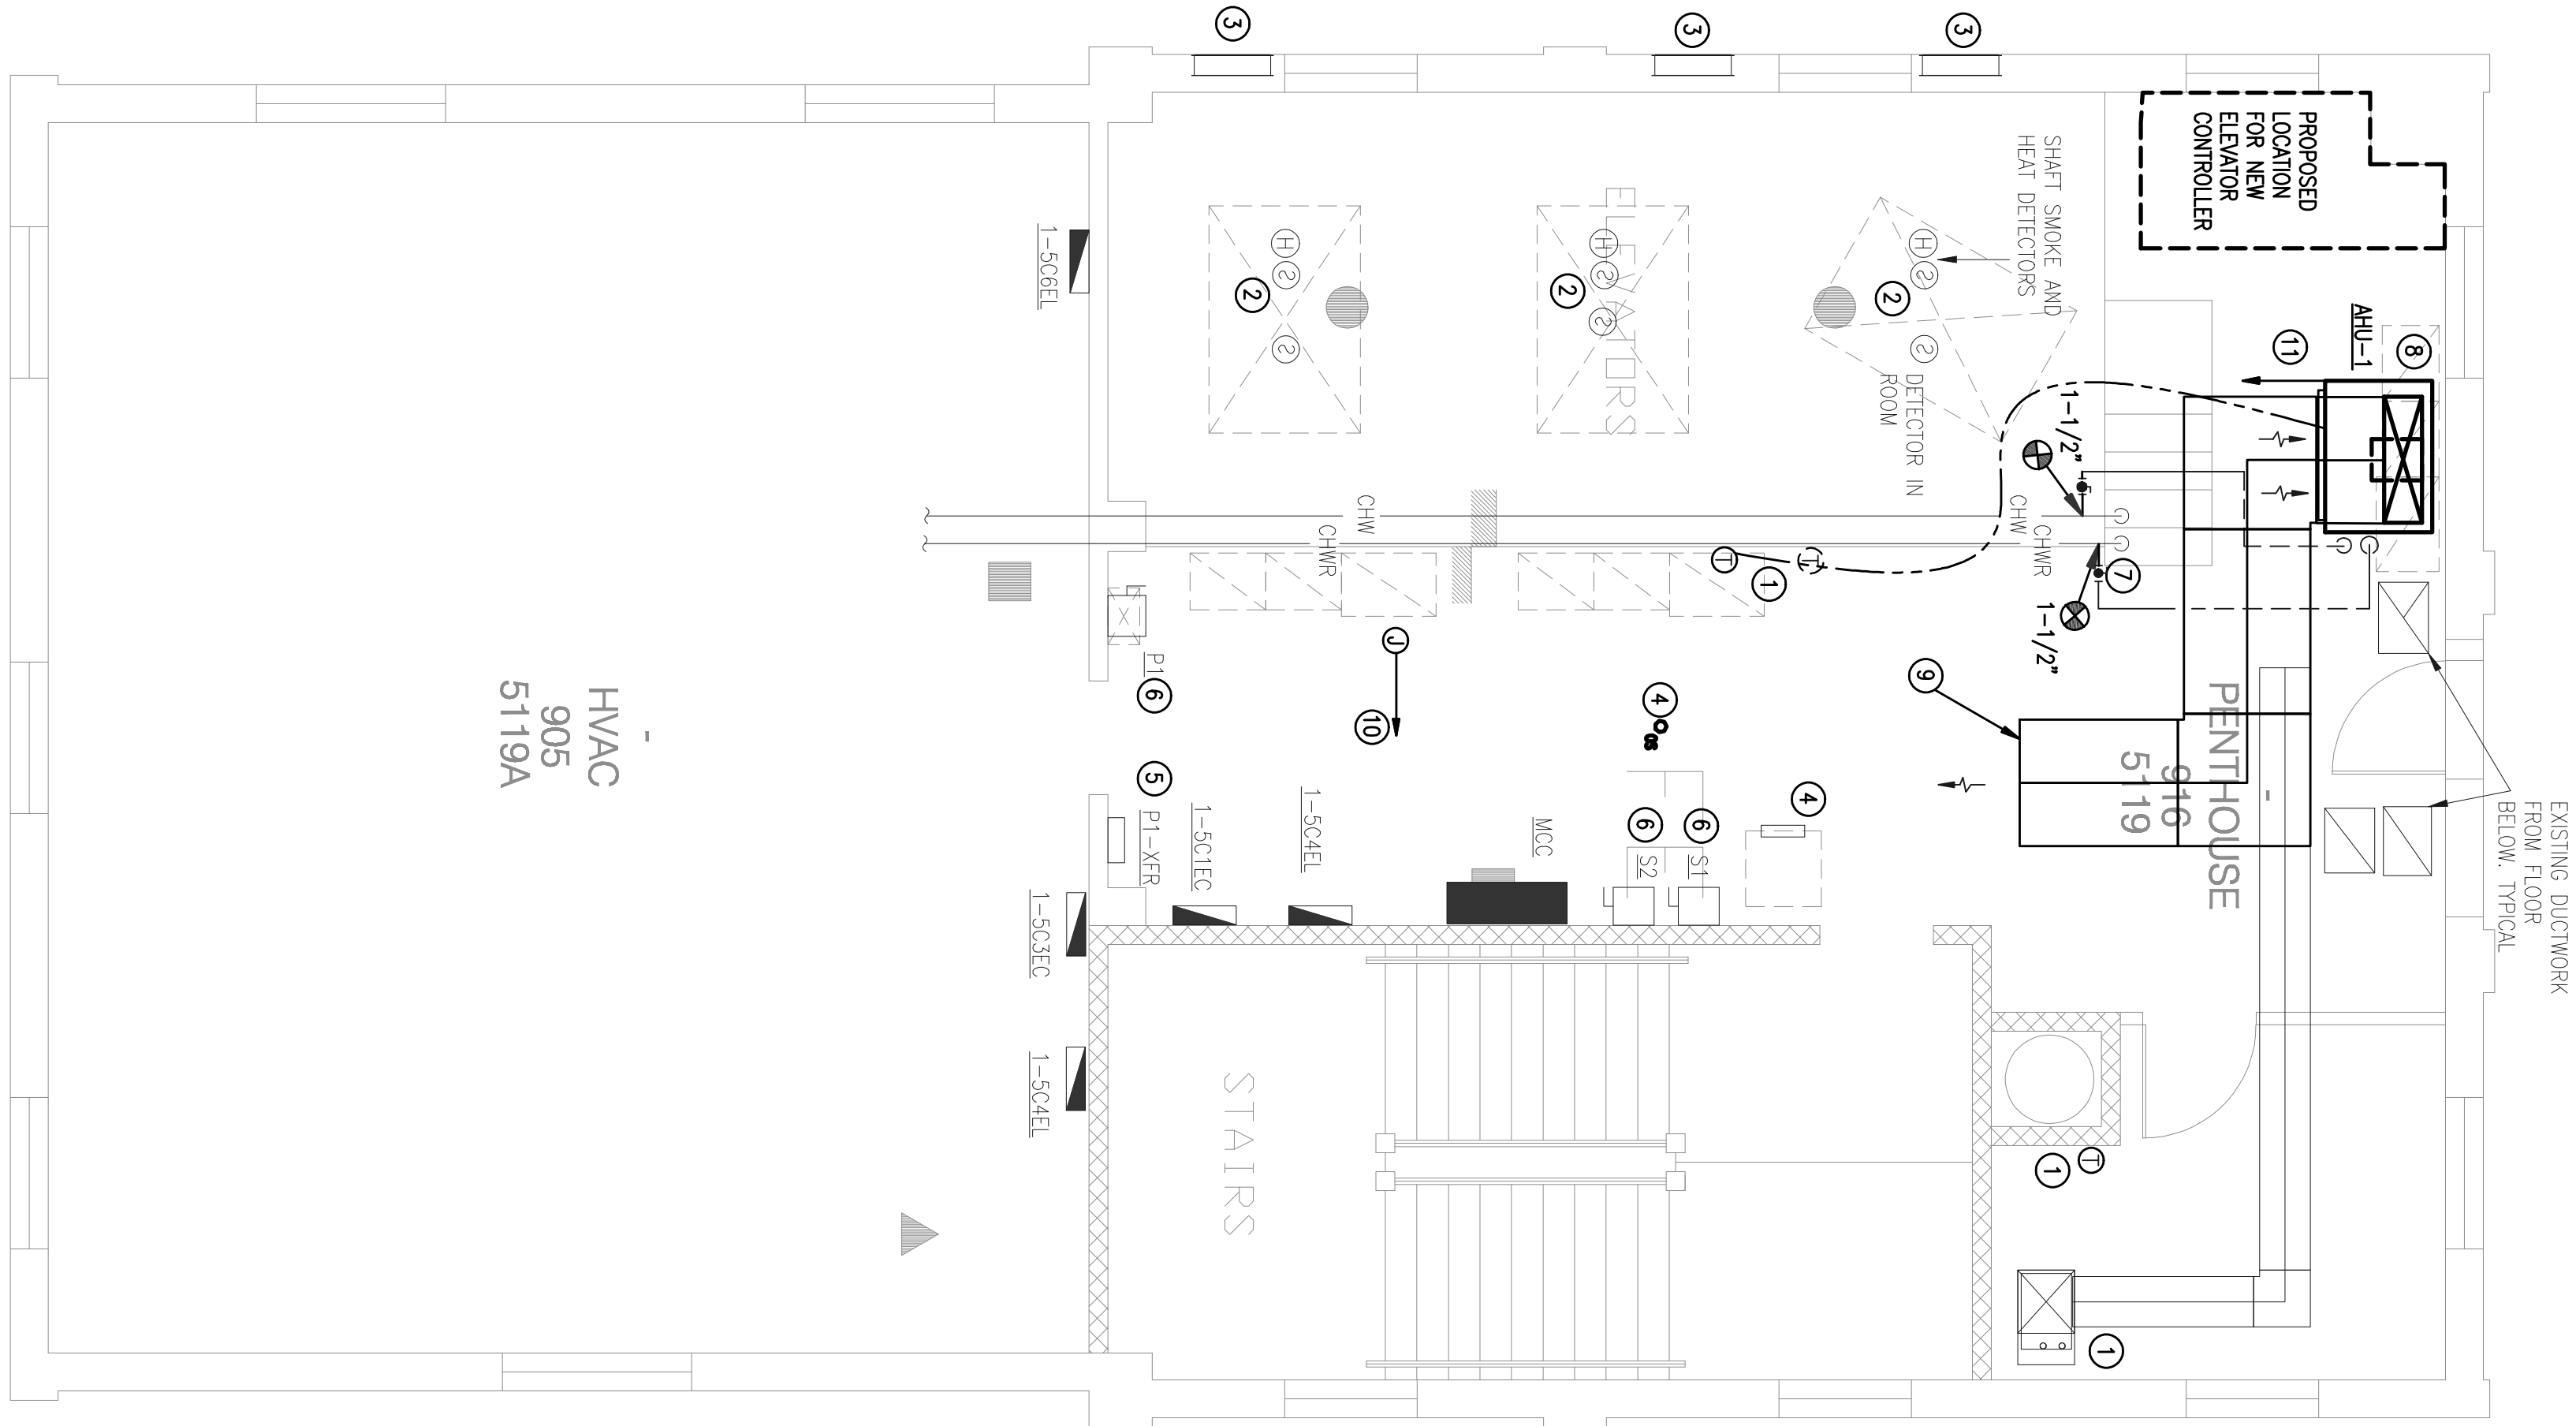 3
3
3
PROPOSED
LOCATION
FOR NEW
ELEVATOR
CONTROLLER
SHAFT SMOKE AND
HEAT DETECTORS
ELEVATORS
H
S
2
S
H
S
2
S
H
S
2
S
DETECTOR IN
ROOM
1-5C6EL
AHU-1
8
11
1-1/2"
CHW
CHWR
CHW
CHWR
7
1-1/2"
T
T
1
J
10
P1
6
5
P1-XFR
4
OS
4
9
PENTHOUSE
-
916
5119
EXISTING DUCTWORK
FROM FLOOR
BELOW. TYPICAL
-
HVAC
905
5119A
1-5C1EC
1-5C4EL
MCC
6
S2
6
S1
1-5C3EC
1-5C4EL
STAIRS
T
1
1